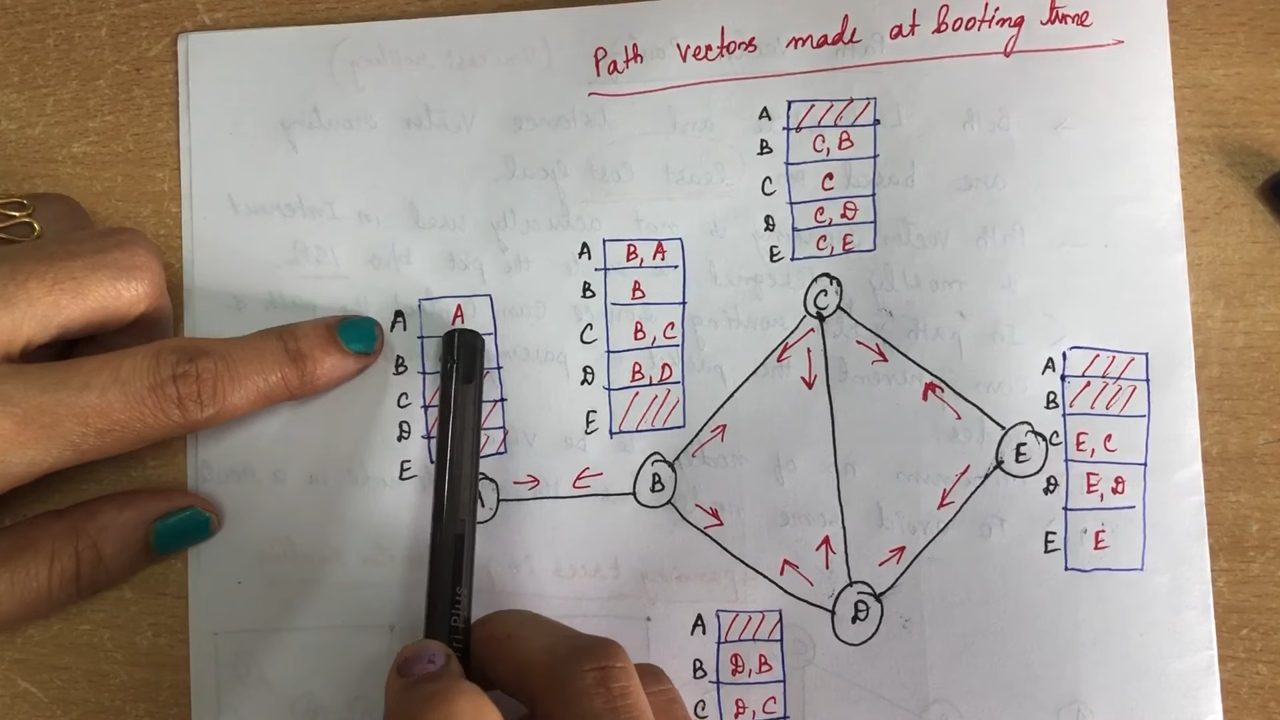 Path vectors made at Booting time
A
B C, B
C C
D C, D
E C, E
A B, A
B B
C B, C
D B, D
E
A A
B
C
D
E
C
A
B
C E, C
D E, D
E E
B
E
D
A
B D, B
C D, C